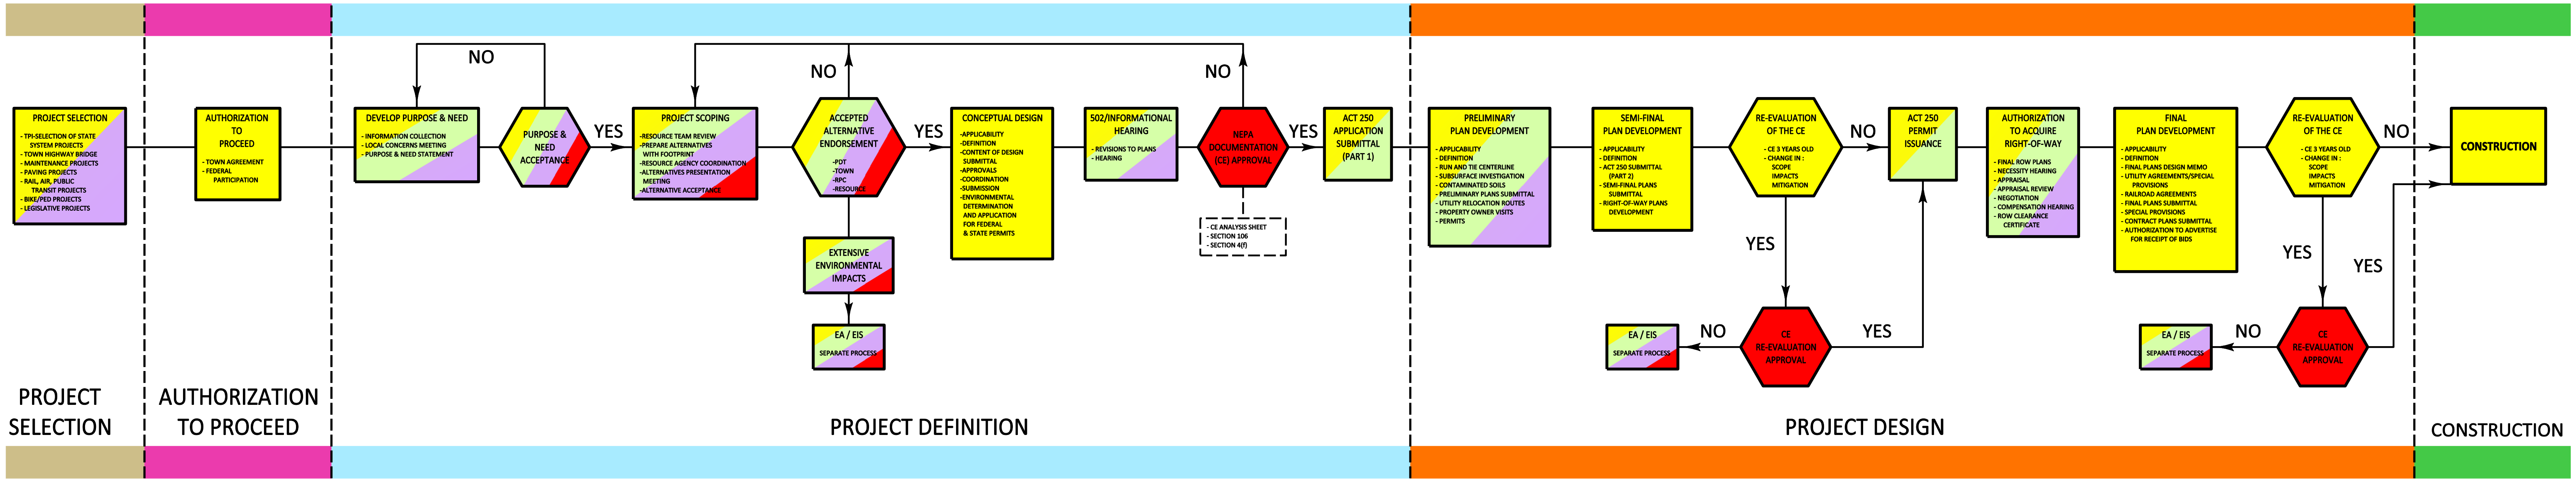 PROJECT SELECTION
- TPI-SELECTION OF STATE
SYSTEM PROJECTS
- TOWN HIGHWAY BRIDGE
- MAINTENANCE PROJECTS
- PAVING PROJECTS
- RAIL, AIR, PUBLIC
TRANSIT PROJECTS
- BIKE/PED PROJECTS
- LEGISLATIVE PROJECTS
AUTHORIZATION
TO
PROCEED
- TOWN AGREEMENT
- FEDERAL
PARTICIPATION
NO
DEVELOP PURPOSE & NEED
- INFORMATION COLLECTION
- LOCAL CONCERNS MEETING
- PURPOSE & NEED STATEMENT
PURPOSE &
NEED
ACCEPTANCE
YES
PROJECT SCOPING
-RESOURCE TEAM REVIEW
-PREPARE ALTERNATIVES
WITH FOOTPRINT
-RESOURCE AGENCY COORDINATION
-ALTERNATIVES PRESENTATION
MEETING
-ALTERNATIVE ACCEPTANCE
NO
ACCEPTED
ALTERNATIVE
ENDORSEMENT
-PDT
-TOWN
-RPC
-RESOURCE
YES
EXTENSIVE
ENVIRONMENTAL
IMPACTS
EA / EIS
SEPARATE PROCESS
CONCEPTUAL DESIGN
-APPLICABILITY
-DEFINITION
-CONTENT OF DESIGN
SUBMITTAL
-APPROVALS
-COORDINATION
-SUBMISSION
-ENVIRONMENTAL
DETERMINATION
AND APPLICATION
FOR FEDERAL
& STATE PERMITS
502/INFORMATIONAL
HEARING
- REVISIONS TO PLANS
- HEARING
NO
NEPA
DOCUMENTATION
(CE) APPROVAL
YES
- CE ANALYSIS SHEET
- SECTION 106
- SECTION 4(f)
ACT 250
APPLICATION
SUBMITTAL
(PART 1)
PRELIMINARY
PLAN DEVELOPMENT
- APPLICABILITY
- DEFINITION
- RUN AND TIE CENTERLINE
- SUBSURFACE INVESTIGATION
- CONTAMINATED SOILS
- PRELIMINARY PLANS SUBMITTAL
- UTILITY RELOCATION ROUTES
- PROPERTY OWNER VISITS
- PERMITS
SEMI-FINAL
PLAN DEVELOPMENT
- APPLICABILITY
- DEFINITION
- ACT 250 SUBMITTAL
(PART 2)
- SEMI-FINAL PLANS
SUBMITTAL
- RIGHT-OF-WAY PLANS
DEVELOPMENT
RE-EVALUATION
OF THE CE
- CE 3 YEARS OLD
- CHANGE IN :
SCOPE
IMPACTS
MITIGATION
NO
YES
CE
RE-EVALUATION
APPROVAL
NO
EA / EIS
SEPARATE PROCESS
YES
ACT 250
PERMIT
ISSUANCE
AUTHORIZATION
TO ACQUIRE
RIGHT-OF-WAY
- FINAL ROW PLANS
- NECESSITY HEARING
- APPRAISAL
- APPRAISAL REVIEW
- NEGOTIATION
- COMPENSATION HEARING
- ROW CLEARANCE
CERTIFICATE
FINAL
PLAN DEVELOPMENT
- APPLICABILITY
- DEFINITION
- FINAL PLANS DESIGN MEMO
- UTILITY AGREEMENTS/SPECIAL
PROVISIONS
- RAILROAD AGREEMENTS
- FINAL PLANS SUBMITTAL
- SPECIAL PROVISIONS
- CONTRACT PLANS SUBMITTAL
- AUTHORIZATION TO ADVERTISE
FOR RECEIPT OF BIDS
RE-EVALUATION
OF THE CE
- CE 3 YEARS OLD
- CHANGE IN :
SCOPE
IMPACTS
MITIGATION
NO
YES
YES
CE
RE-EVALUATION
APPROVAL
NO
EA / EIS
SEPARATE PROCESS
CONSTRUCTION
PROJECT
SELECTION
AUTHORIZATION
TO PROCEED
PROJECT DEFINITION
PROJECT DESIGN
CONSTRUCTION